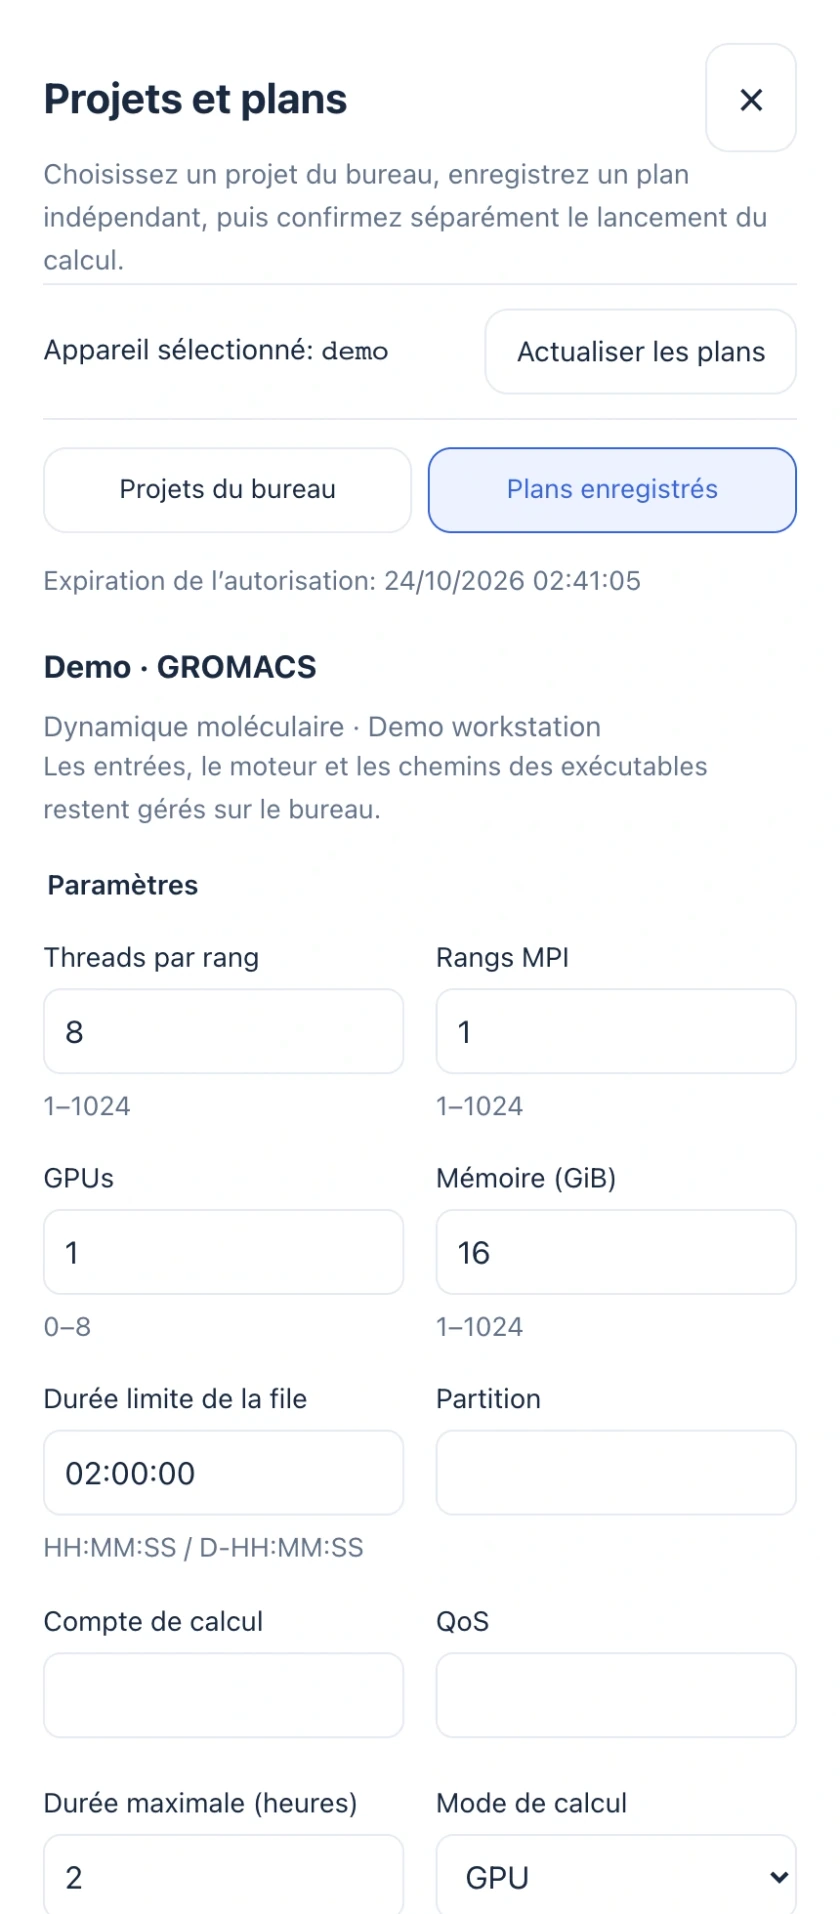 Projets et plans
Choisissez un projet du bureau, enregistrez un plan
indépendant, puis confirmez séparément le lancement du
calcul.
Appareil sélectionné: demo
Actualiser les plans
Projets du bureau
Plans enregistrés
Expiration de l’autorisation: 24/10/2026 02:41:05
Demo · GROMACS
Dynamique moléculaire · Demo workstation
Les entrées, le moteur et les chemins des exécutables
restent gérés sur le bureau.
Paramètres
Threads par rang
Rangs MPI
8
1
1–1024
1–1024
GPUs
Mémoire (GiB)
1
16
0–8
1–1024
Durée limite de la file
Partition
02:00:00
HH:MM:SS / D-HH:MM:SS
Compte de calcul
QoS
Durée maximale (heures)
Mode de calcul
2
GPU